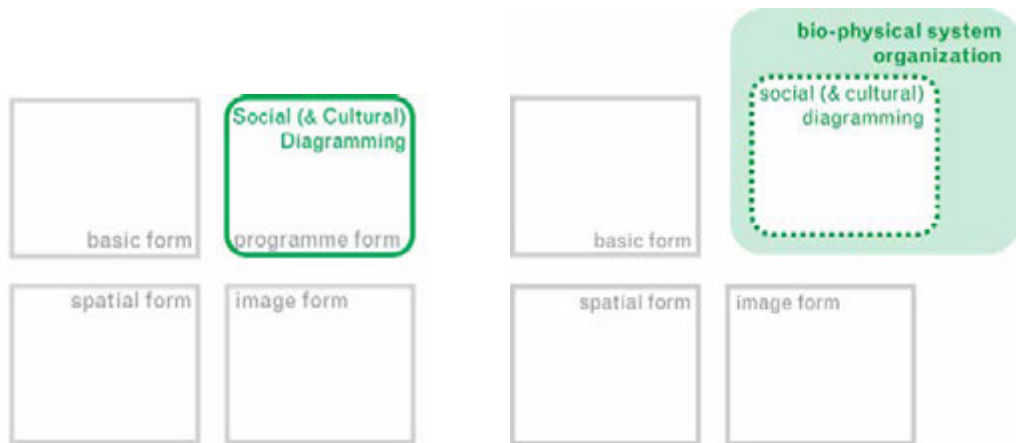 Social (& Cultural)
Diagramming
basic form
programme form
spatial form
image form
bio-physical system
organization
social (& cultural)
diagramming
basic form
spatial form
image form